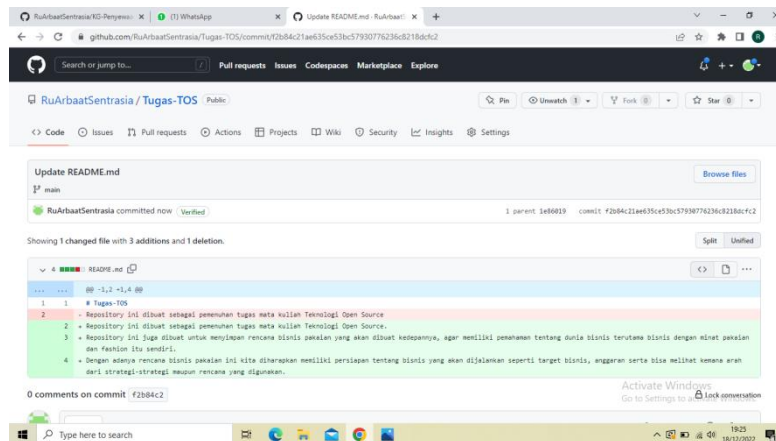 RuArbaatSentrasia/KG-Penyewa
(1) WhatsApp
Update README.md · RuArbaatS
github.com/RuArbaatSentrasia/Tugas-TOS/commit/f2b84c21ae635ce53bc57930776236c8218dcfc2
Search or jump to...
Pull requests Issues Codespaces Marketplace Explore
RuArbaatSentrasia / Tugas-TOS Public
Pin Unwatch 1 Fork 0 Star 0
Code Issues Pull requests Actions Projects Wiki Security Insights Settings
Update README.md
Browse files
main
RuArbaatSentrasia committed now Verified
1 parent 1e86019 commit f2b84c21ae635ce53bc57930776236c8218dcfc2
Showing 1 changed file with 3 additions and 1 deletion.
Split Unified
4 README.md
... ... @@ -1,2 +1,4 @@
1 1 # Tugas-TOS
2 - Repository ini dibuat sebagai pemenuhan tugas mata kuliah Teknologi Open Source
2 + Repository ini dibuat sebagai pemenuhan tugas mata kuliah Teknologi Open Source.
3 + Repository ini juga dibuat untuk menyimpan rencana bisnis pakaian yang akan dibuat kedepannya, agar memiliki pemahaman tentang dunia bisnis terutama bisnis dengan minat pakaian
dan fashion itu sendiri.
4 + Dengan adanya rencana bisnis pakaian ini kita diharapkan memiliki persiapan tentang bisnis yang akan dijalankan seperti target bisnis, anggaran serta bisa melihat kemana arah
dari strategi-strategi maupun rencana yang digunakan.
0 comments on commit f2b84c2
Lock conversation
Activate Windows
Go to Settings to
Type here to search
19:25
18/12/2022